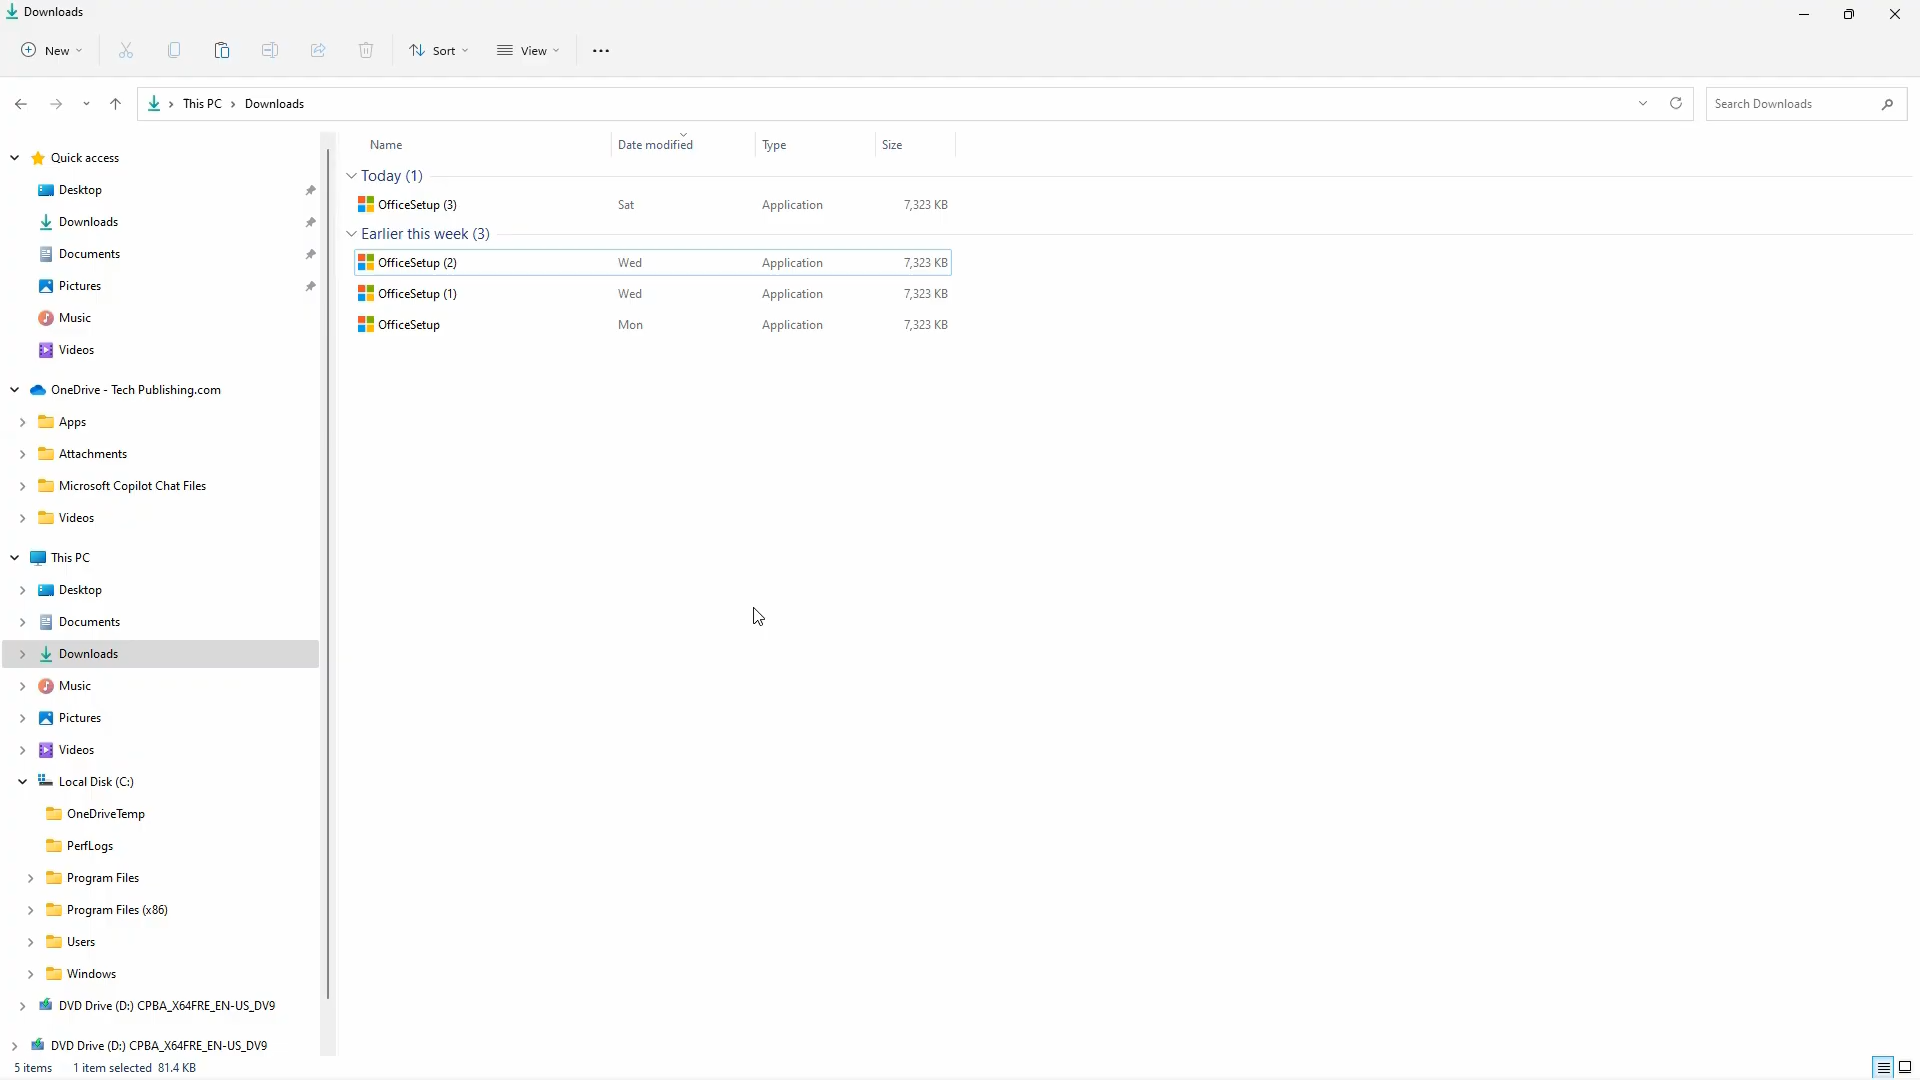 Downloads
New
Sort
View
This PC
Downloads
Search Downloads
Name
Date modified
Type
Size
Quick access
Desktop
Downloads
Documents
Pictures
Music
Videos
OneDrive - Tech Publishing.com
Apps
Attachments
Microsoft Copilot Chat Files
Videos
This PC
Desktop
Documents
Downloads
Music
Pictures
Videos
Local Disk (C:)
OneDriveTemp
PerfLogs
Program Files
Program Files (x86)
Users
Windows
DVD Drive (D:) CPBA_X64FRE_EN-US_DV9
DVD Drive (D:) CPBA_X64FRE_EN-US_DV9
Today (1)
OfficeSetup (3) Sat Application 7,323 KB
Earlier this week (3)
OfficeSetup (2) Wed Application 7,323 KB
OfficeSetup (1) Wed Application 7,323 KB
OfficeSetup Mon Application 7,323 KB
5 items 1 item selected 81.4 KB